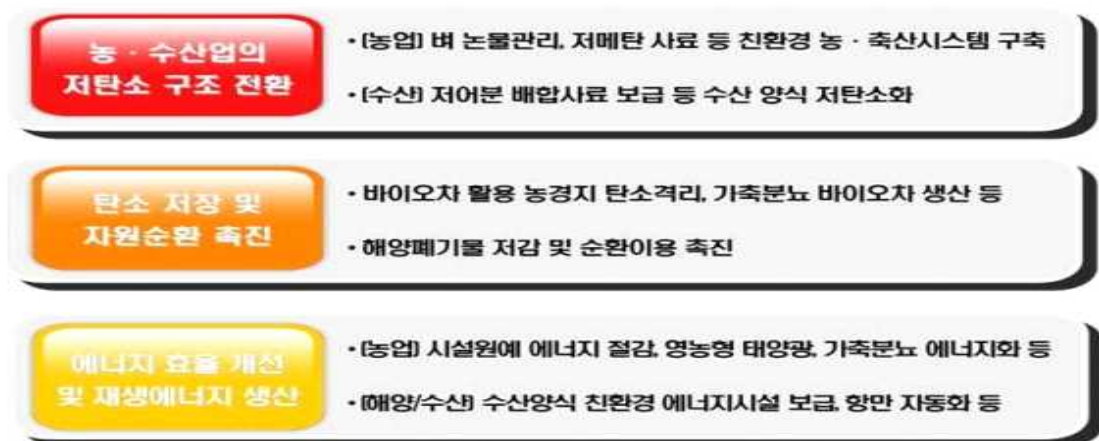 농 · 수산업의
저탄소 구조 전환
• (농업) 벼 논물관리, 저메탄 사료 등 친환경 농 · 축산시스템 구축
• (수산) 저어분 배합사료 보급 등 수산 양식 저탄소화
탄소 저장 및
자원순환 촉진
• 바이오차 활용 농경지 탄소격리, 가축분뇨 바이오차 생산 등
• 해양폐기물 저감 및 순환이용 촉진
에너지 효율 개선
및 재생에너지 생산
• (농업) 시설원예 에너지 절감, 영농형 태양광, 가축분뇨 에너지화 등
• (해양/수산) 수산양식 친환경 에너지시설 보급, 항만 자동화 등